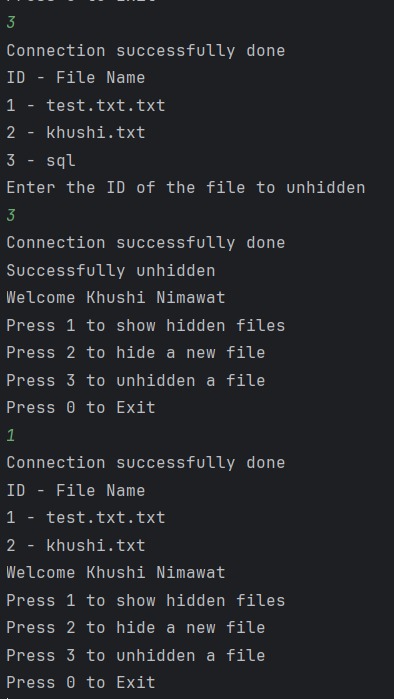 Press 0 to Exit
3
Connection successfully done
ID - File Name
1 - test.txt.txt
2 - khushi.txt
3 - sql
Enter the ID of the file to unhidden
3
Connection successfully done
Successfully unhidden
Welcome Khushi Nimawat
Press 1 to show hidden files
Press 2 to hide a new file
Press 3 to unhidden a file
Press 0 to Exit
1
Connection successfully done
ID - File Name
1 - test.txt.txt
2 - khushi.txt
Welcome Khushi Nimawat
Press 1 to show hidden files
Press 2 to hide a new file
Press 3 to unhidden a file
Press 0 to Exit